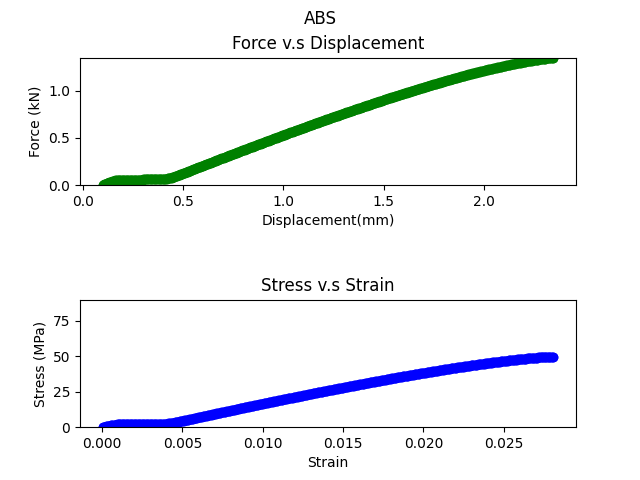 ABS
Force v.s Displacement
1.0
0.5
0.0
Force (kN)
0.0 0.5 1.0 1.5 2.0
Displacement(mm)
Stress v.s Strain
75
50
25
0
Stress (MPa)
0.000 0.005 0.010 0.015 0.020 0.025
Strain